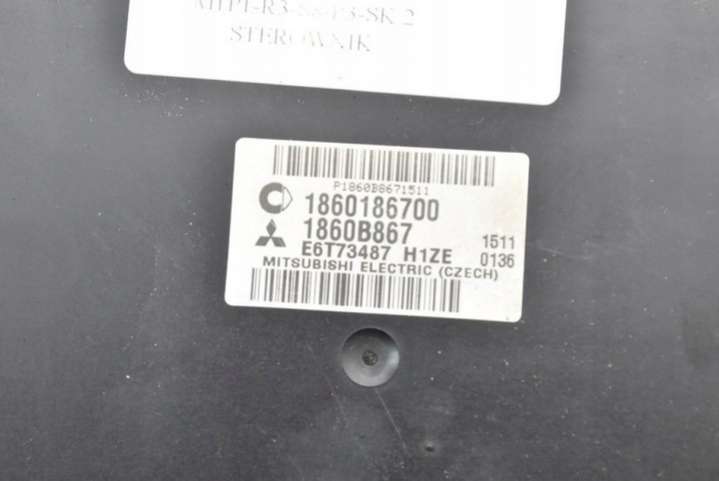 STEROWNIK
P1860B8671511
1860186700
1860B867 1511
E6T73487 H1ZE 0136
MITSUBISHI ELECTRIC (CZECH)